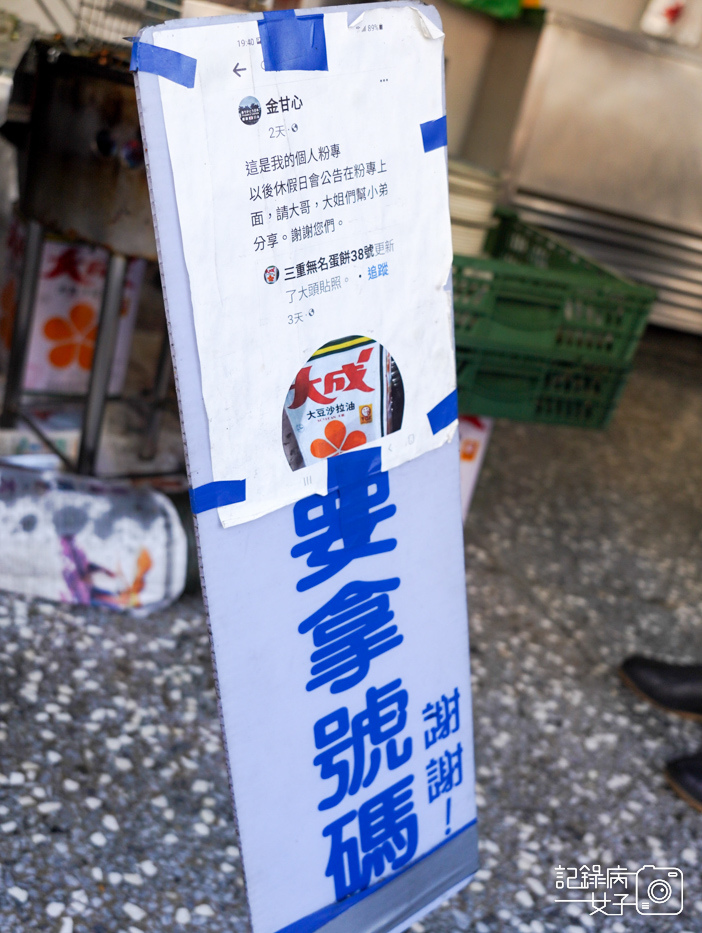 19:40
89%
金甘心
2天
這是我的個人粉專
以後休假日會公告在粉專上
面，請大哥，大姐們幫小弟
分享。謝謝您們。
三重無名蛋餅38號更新
了大頭貼照。 · 追蹤
3天
大成
大豆沙拉油
要拿號碼
謝謝！
記錄病
女子